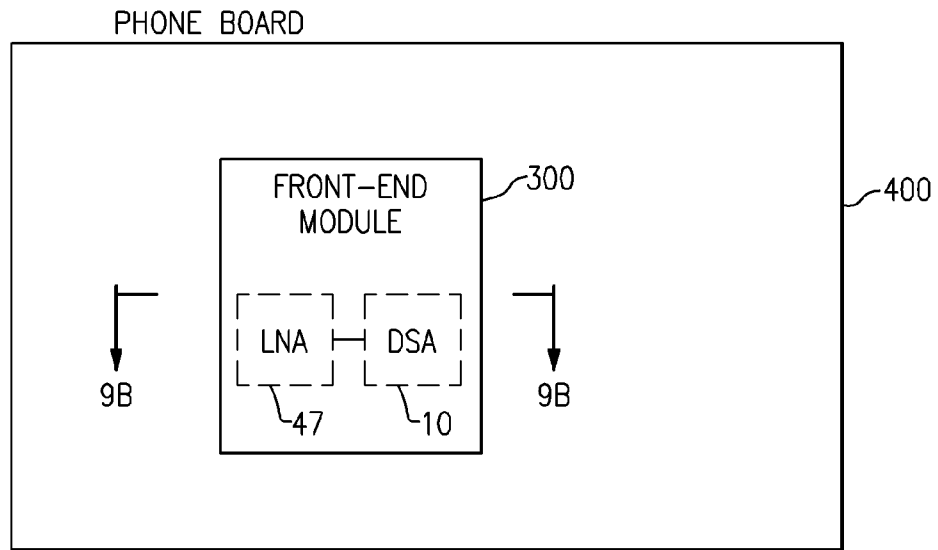 PHONE BOARD
FRONT-END
MODULE
300
400
LNA
DSA
9B
9B
47
10